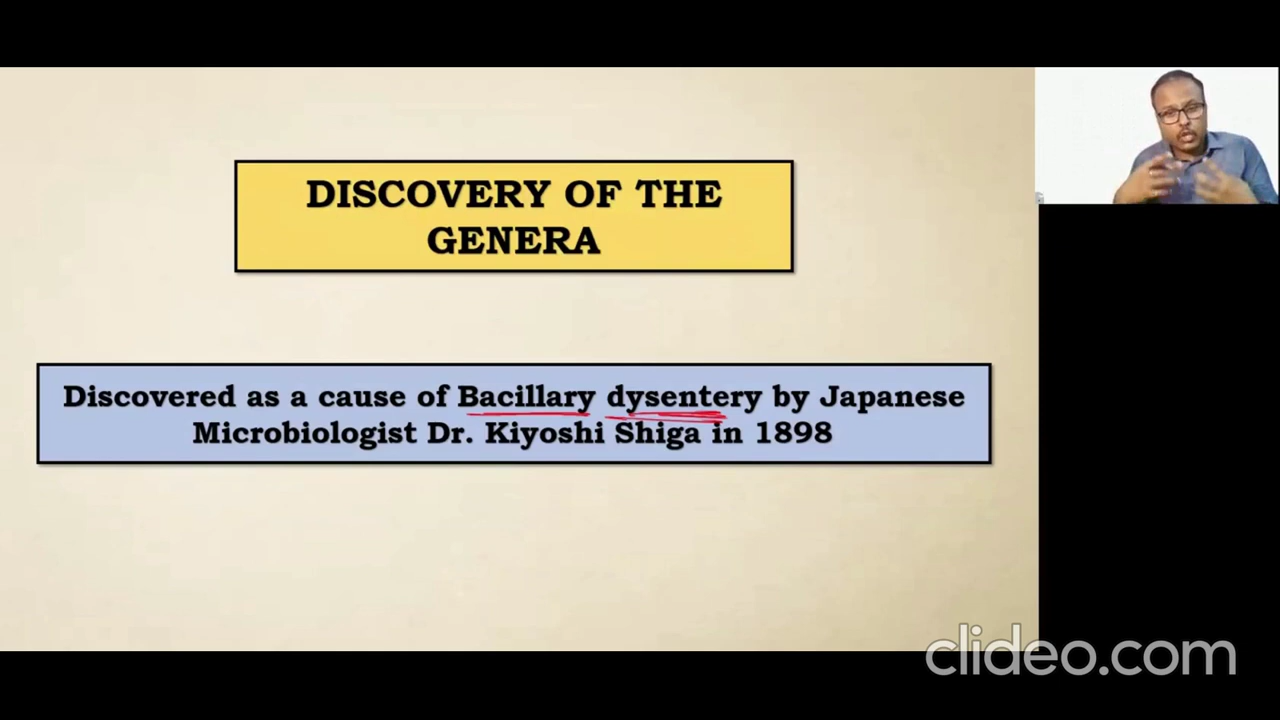 DISCOVERY OF THE
GENERA
Discovered as a cause of Bacillary dysentery by Japanese
Microbiologist Dr. Kiyoshi Shiga in 1898
clideo.com